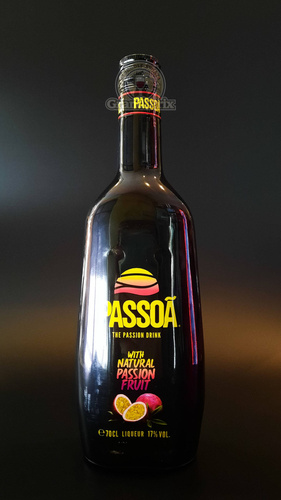 PASSOÃ
PASSOÃ
THE PASSION DRINK
WITH
NATURAL
PASSION
FRUIT
℮70CL LIQUEUR 17%VOL.